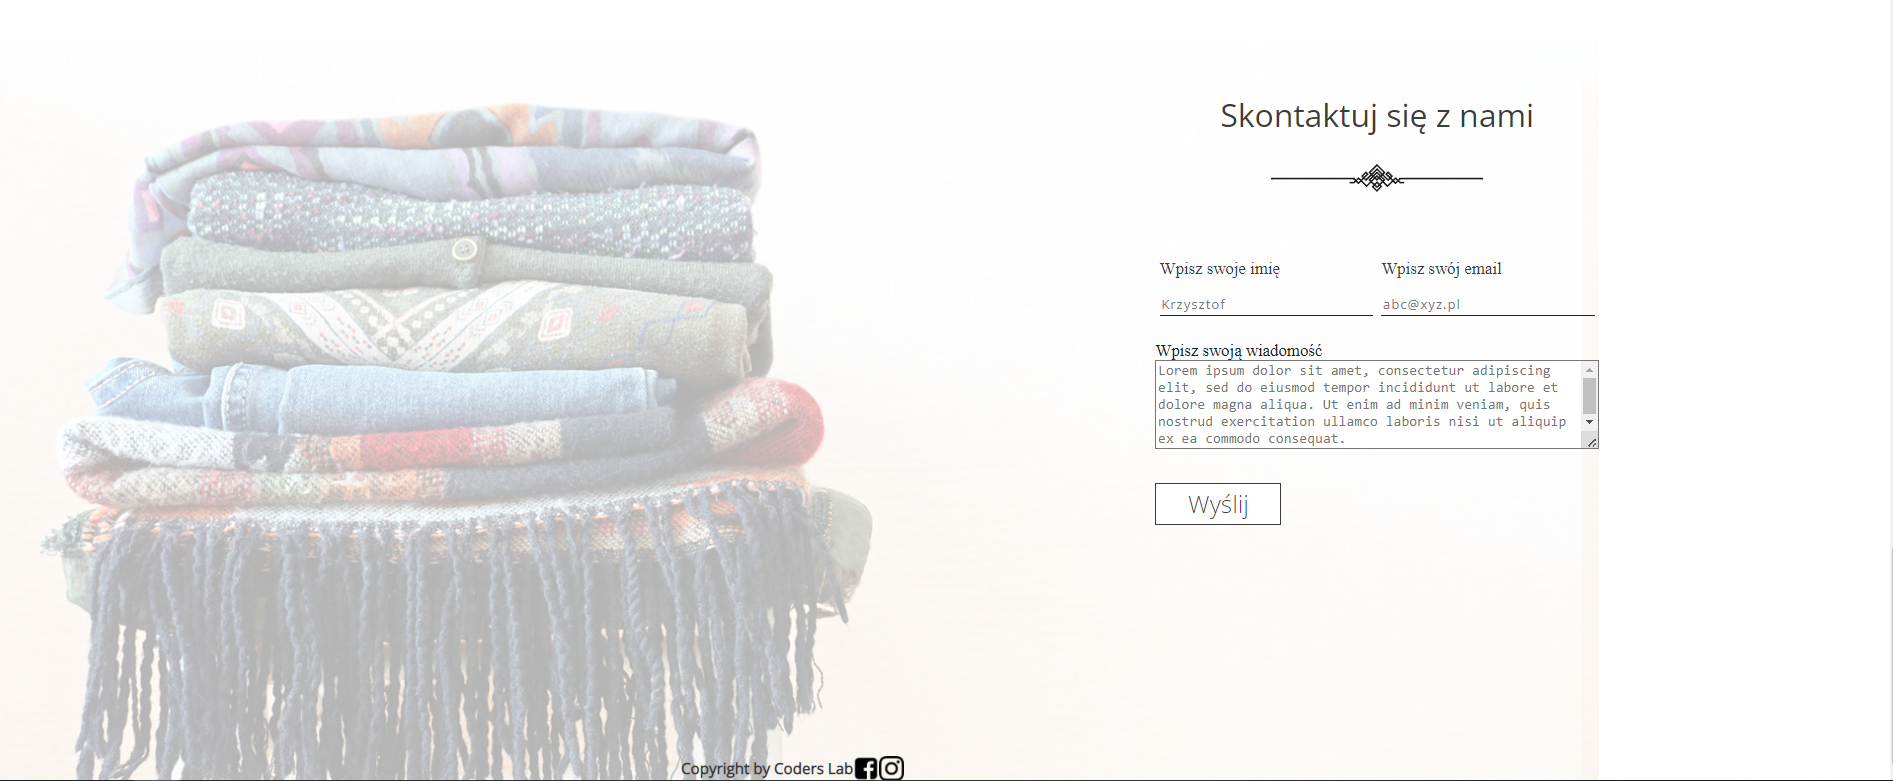 Skontaktuj się z nami
Wpisz swoje imię
Wpisz swój email
Krzysztof
abc@xyz.pl
Wpisz swoją wiadomość
Lorem ipsum dolor sit amet, consectetur adipiscing
elit, sed do eiusmod tempor incididunt ut labore et
dolore magna aliqua. Ut enim ad minim veniam, quis
nostrud exercitation ullamco laboris nisi ut aliquip
ex ea commodo consequat.
Wyślij
Copyright by Coders Lab